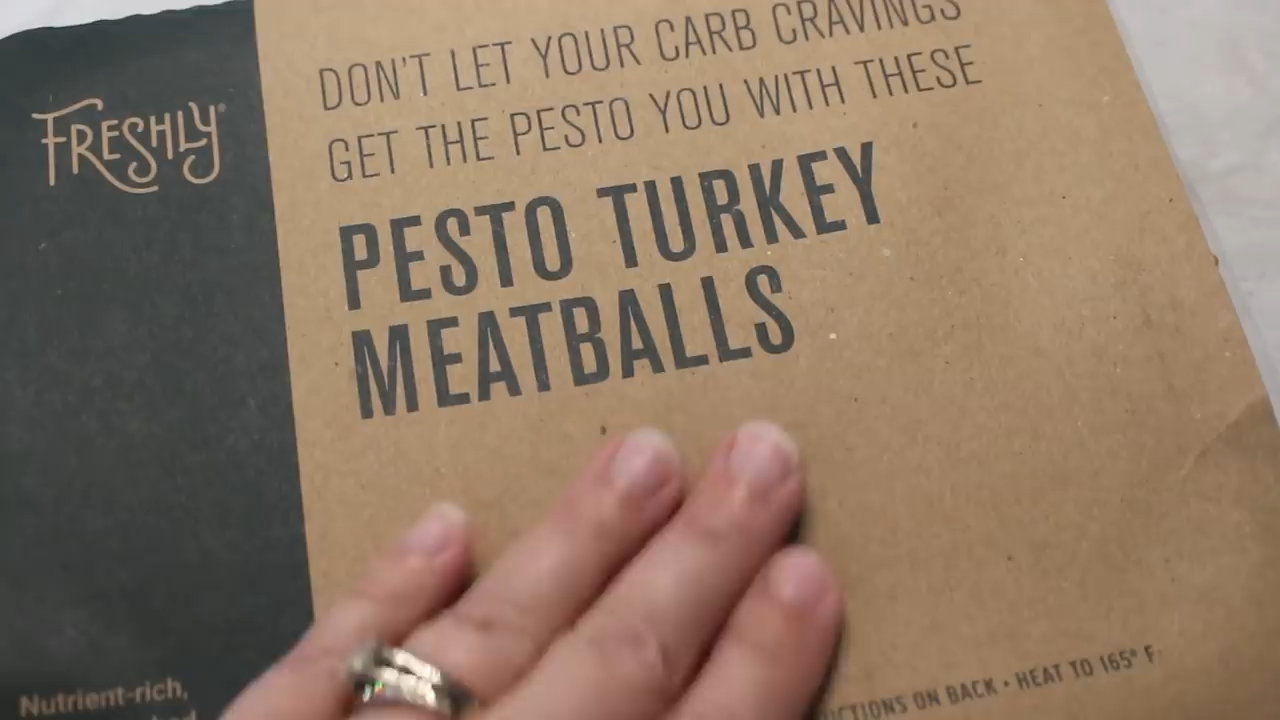 FRESHLY
DON'T LET YOUR CARB CRAVINGS
GET THE PESTO YOU WITH THESE
PESTO TURKEY
MEATBALLS
Nutrient-rich,
ON BACK • HEAT TO 165° F